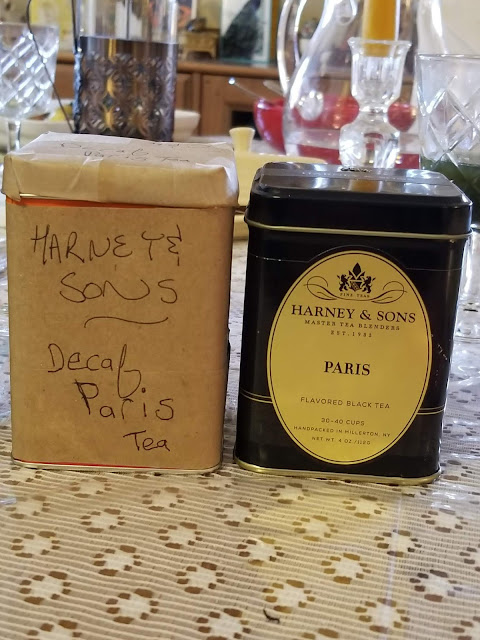 HARNEY &
SONS
Decaf
Paris
Tea
FINE TEAS
HARNEY & SONS
MASTER TEA BLENDERS
EST. 1983
PARIS
FLAVORED BLACK TEA
30-40 CUPS
HANDPACKED IN MILLERTON, NY
NET WT. 4 OZ/112G